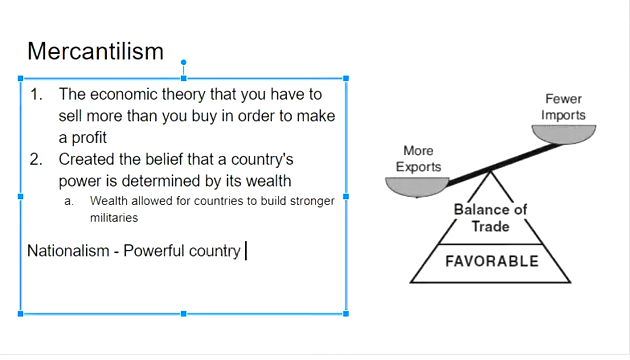 Mercantilism
1. The economic theory that you have to
sell more than you buy in order to make
a profit
2. Created the belief that a country's
power is determined by its wealth
a. Wealth allowed for countries to build stronger
militaries
Nationalism - Powerful country
Fewer
Imports
More
Exports
Balance of
Trade
FAVORABLE